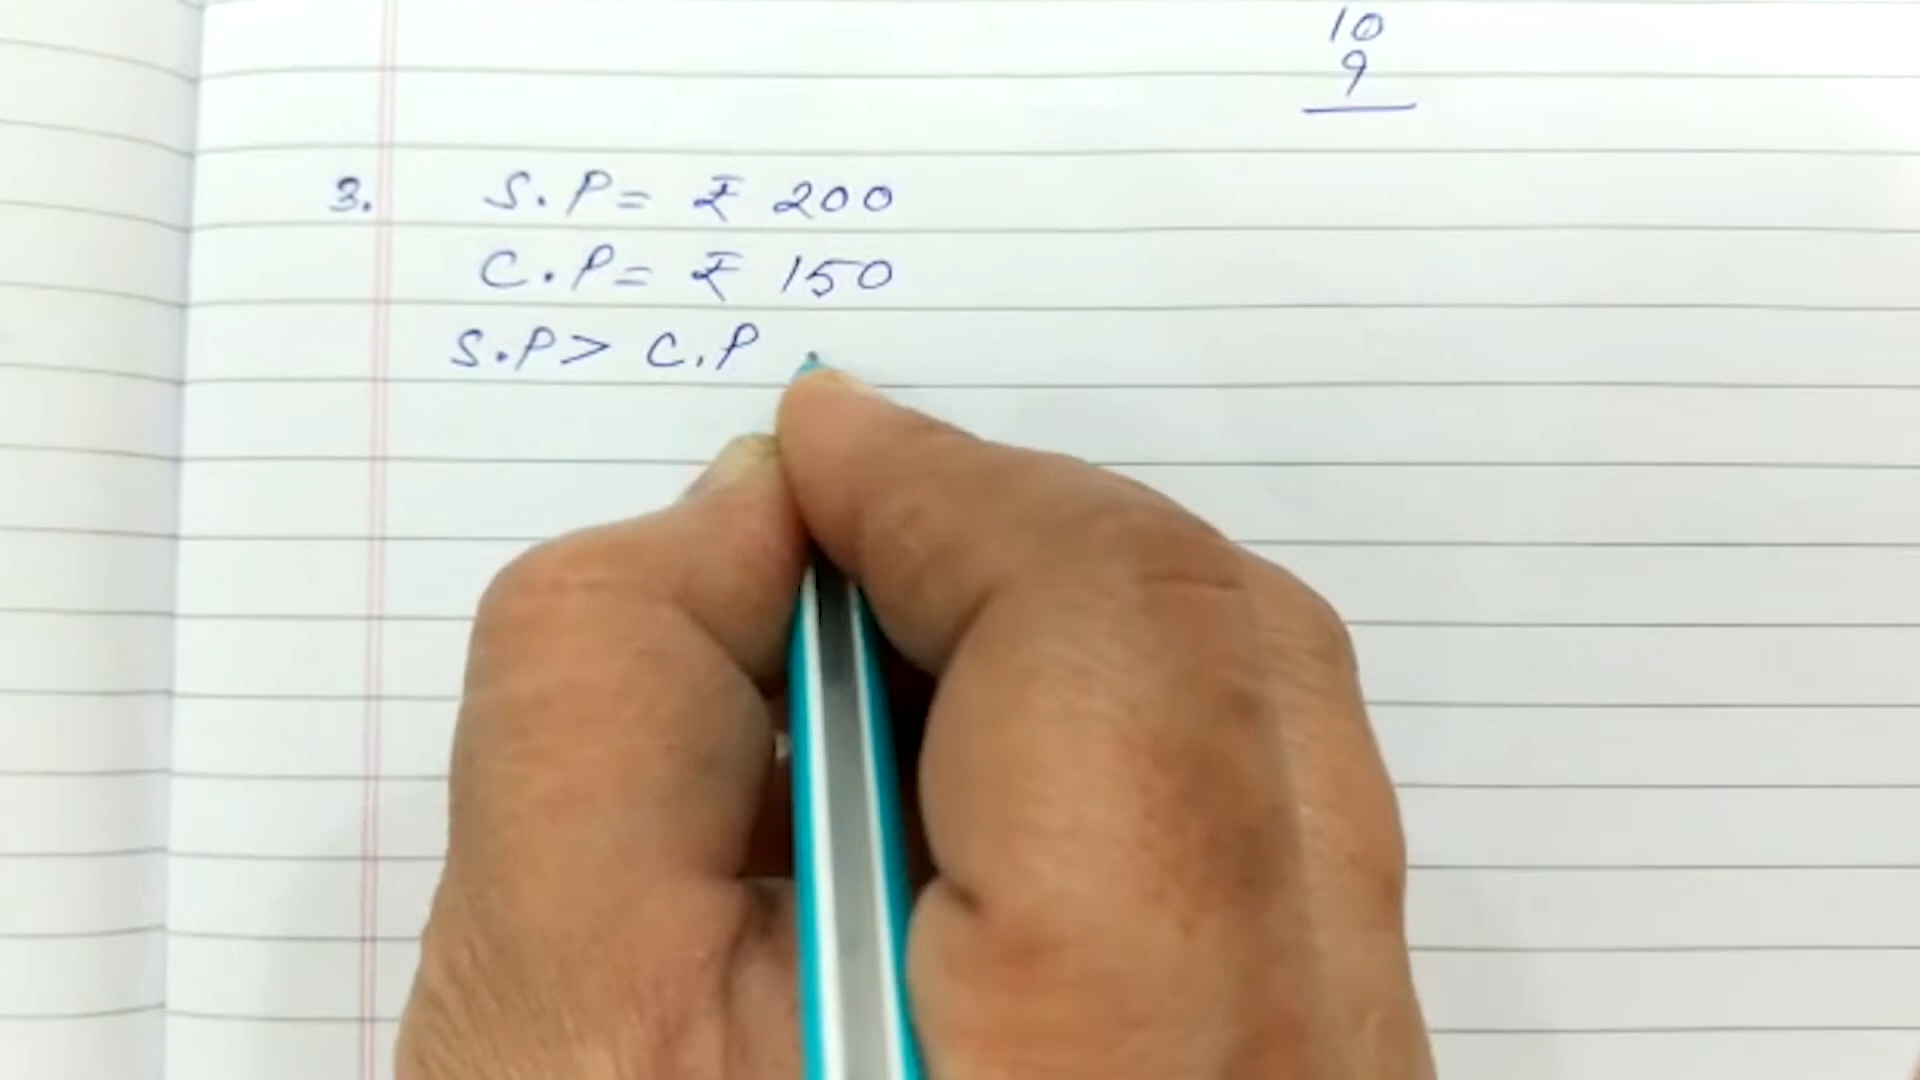 10
9
3. S.P = ₹ 200
C.P = ₹ 150
S.P > C.P